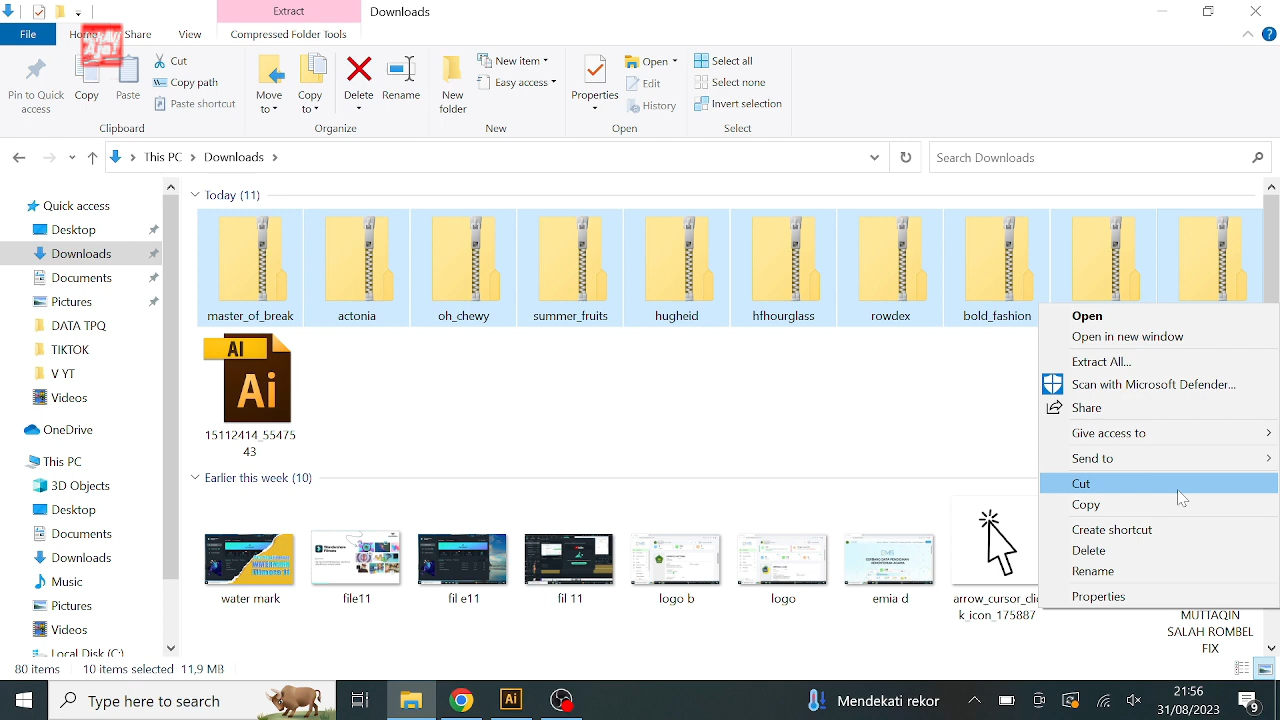 Extract
Downloads
File
Home
Share
View
Compressed Folder Tools
Pin to Quick
access
Copy
Paste
Cut
Copy path
Paste shortcut
Clipboard
Move
to
Copy
to
Delete
Rename
Organize
New
folder
New item
Easy access
New
Properties
Open
Edit
History
Open
Select all
Select none
Invert selection
Select
This PC
Downloads
Search Downloads
Quick access
Desktop
Downloads
Documents
Pictures
DATA TPQ
TIKTOK
V YT
Videos
OneDrive
This PC
3D Objects
Desktop
Documents
Downloads
Music
Pictures
Videos
Local Disk (C:)
Today (11)
master_of_break
actonia
oh_chewy
summer_fruits
hugheid
hfhourglass
rowdex
bold_fashion
AI
Ai
15112414_55475
43
Earlier this week (10)
water mark
file11
fil e11
fil 11
logo b
logo
emia d
arrow_cursor_clic
k_icon_175887
MUTTAQIN
SALAH ROMBEL
FIX
Open
Open in new window
Extract All...
Scan with Microsoft Defender...
Share
Give access to
Send to
Cut
Copy
Create shortcut
Delete
Rename
Properties
80 items
10 items selected
11,9 MB
Type here to search
Ai
Mendekati rekor
21:56
31/08/2023
9